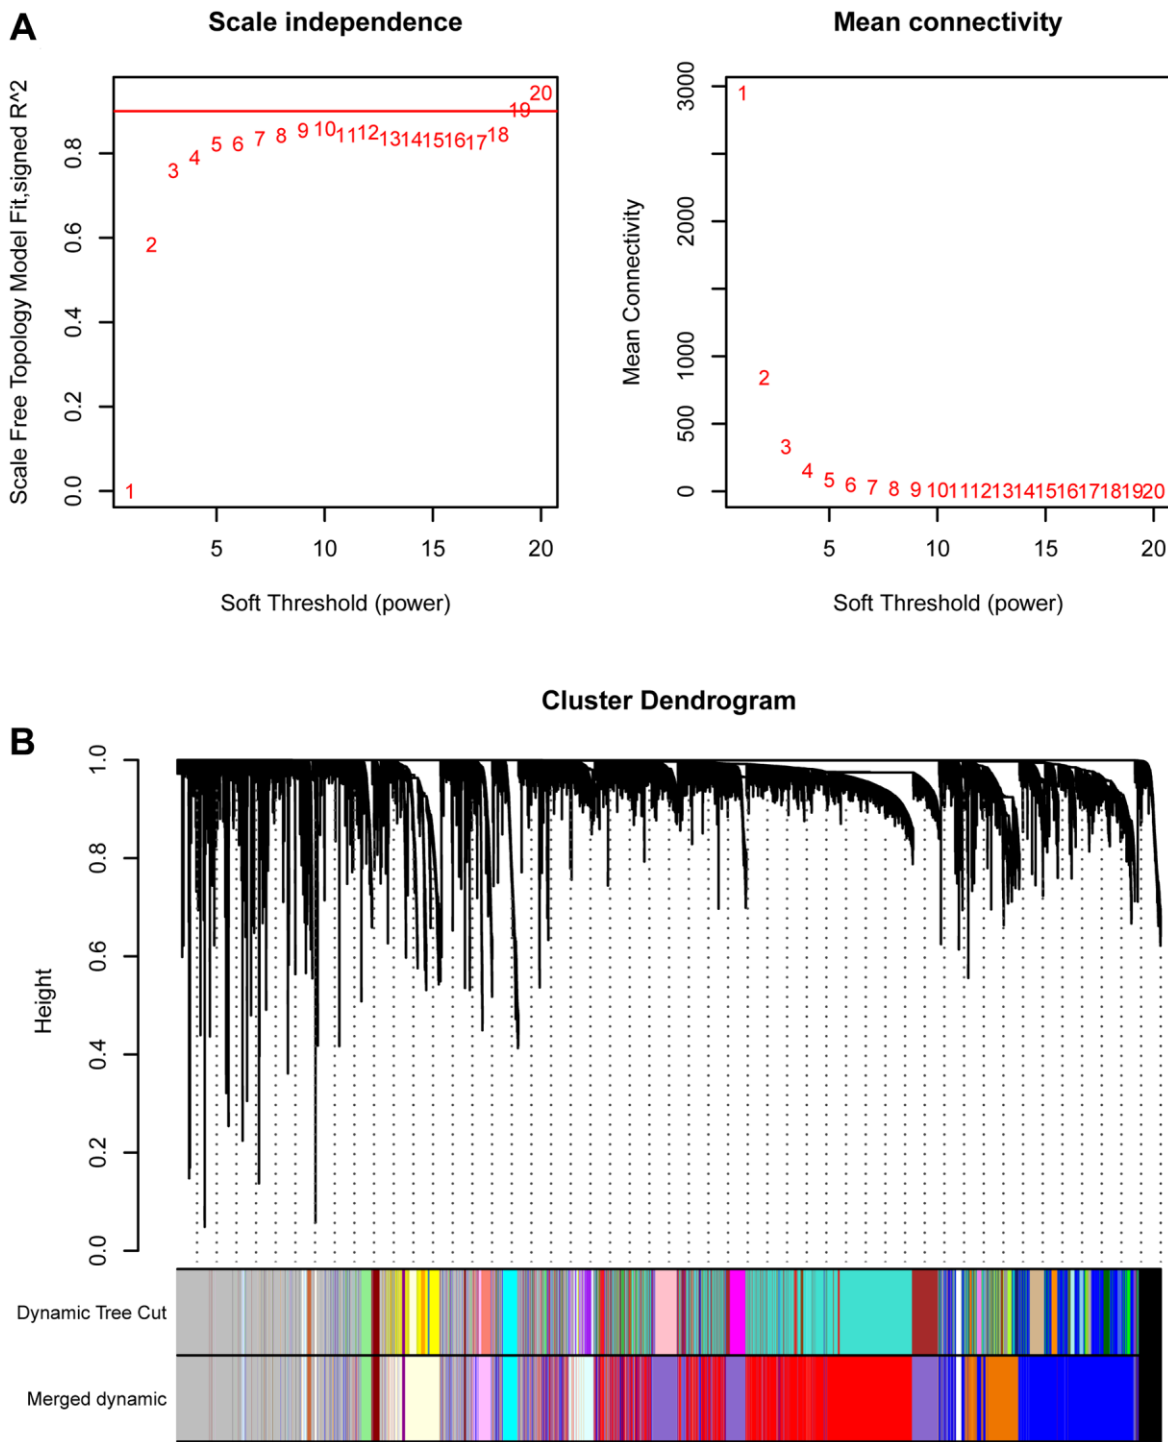 A
Scale independence
Scale Free Topology Model Fit,signed R^2
0.0 0.2 0.4 0.6 0.8
1 2 3 4 5 6 7 8 9 10 11 12 13 14 15 16 17 18 19 20
5 10 15 20
Soft Threshold (power)
Mean connectivity
Mean Connectivity
0 500 1000 2000 3000
1 2 3 4 5 6 7 8 9 10 11 12 13 14 15 16 17 18 19 20
5 10 15 20
Soft Threshold (power)
B
Cluster Dendrogram
Height
0.0 0.2 0.4 0.6 0.8 1.0
Dynamic Tree Cut
Merged dynamic